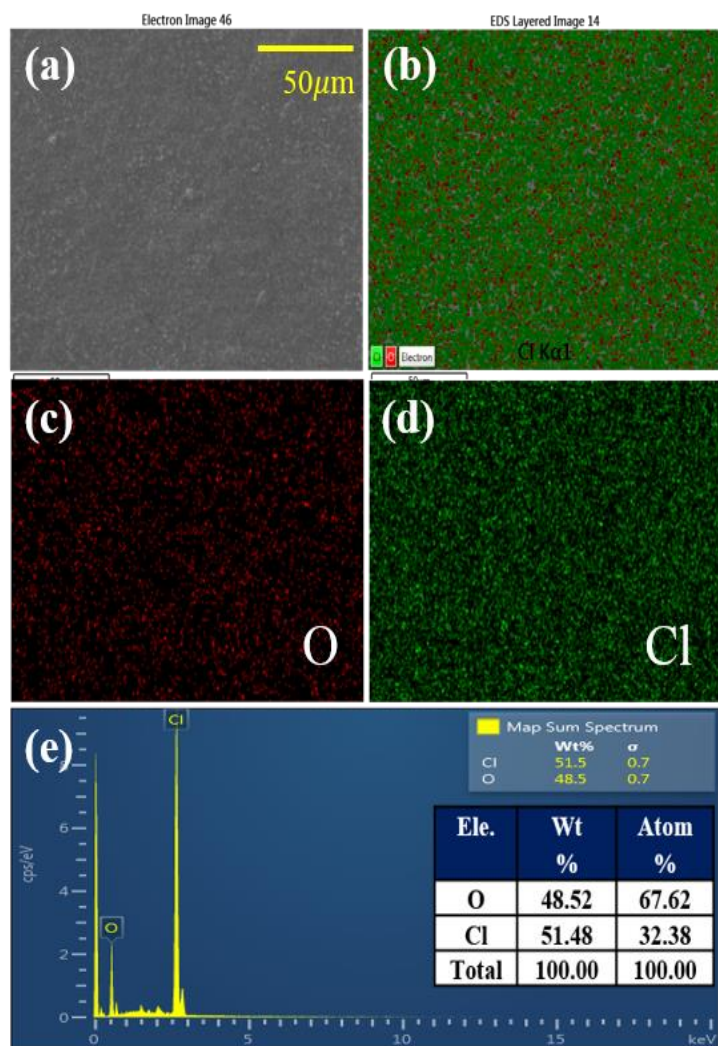 Electron Image 46
EDS Layered Image 14
(a)
50μm
(b)
Cl O Electron
Cl Kα1
(c)
O
(d)
Cl
(e)
Cl
O
cps/eV
8
6
4
2
0
0
5
10
15
keV
Map Sum Spectrum
Wt% σ
Cl 51.5 0.7
O 48.5 0.7
Ele. Wt % Atom %
O 48.52 67.62
Cl 51.48 32.38
Total 100.00 100.00